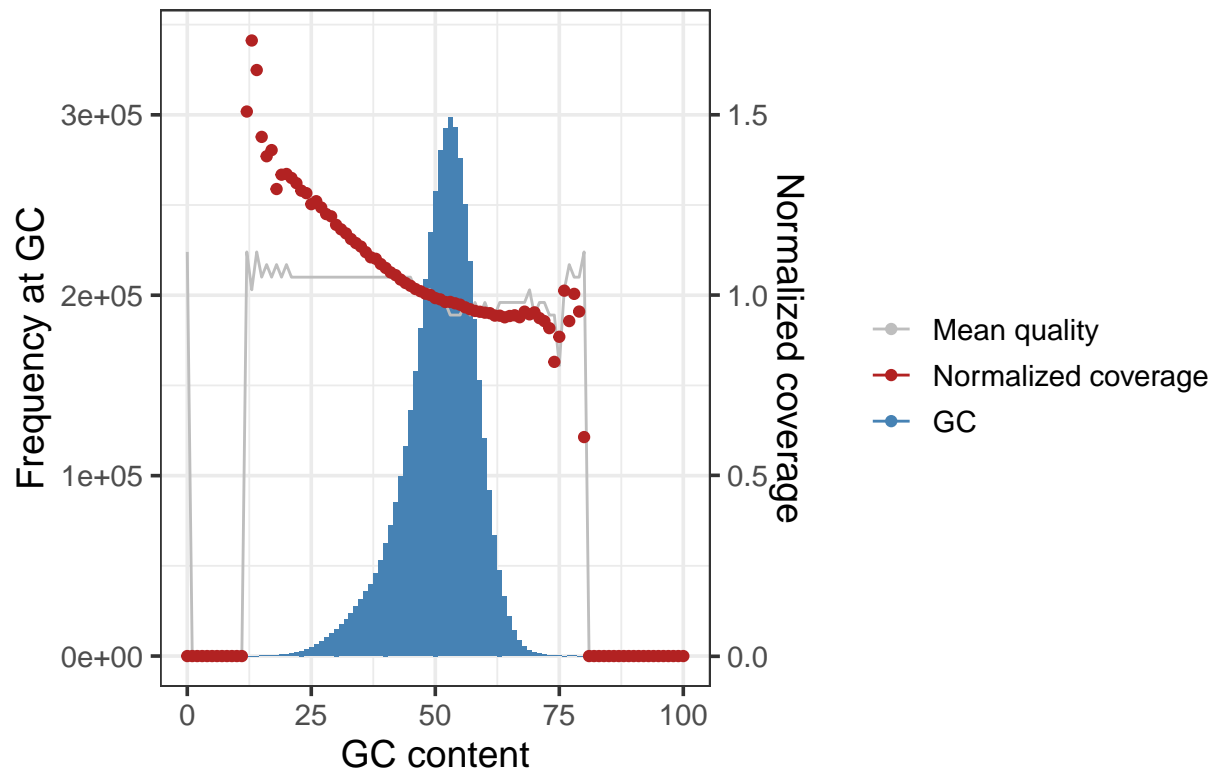 Frequency at GC
3e+05
2e+05
1e+05
0e+00
0
25
50
75
100
GC content
1.5
1.0
0.5
0.0
Normalized coverage
Mean quality
Normalized coverage
GC